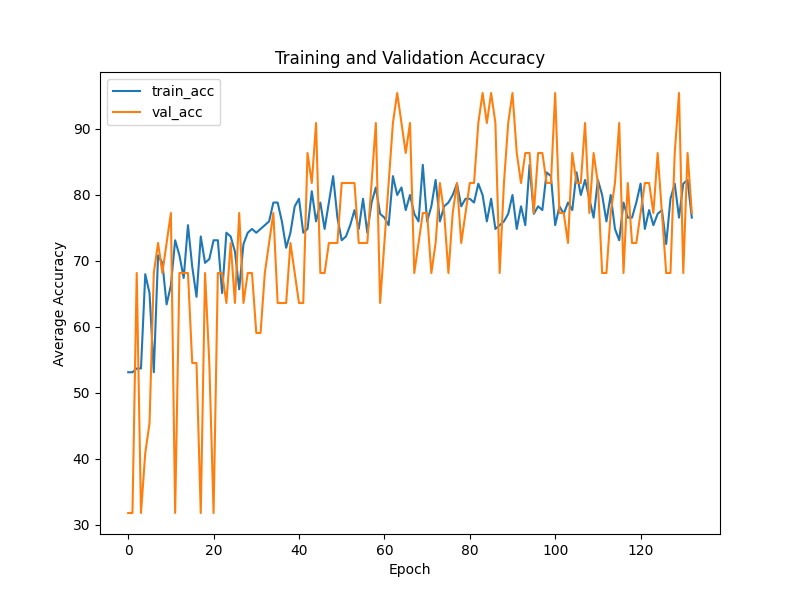 Training and Validation Accuracy
train_acc
val_acc
Average Accuracy
90
80
70
60
50
40
30
0 20 40 60 80 100 120
Epoch